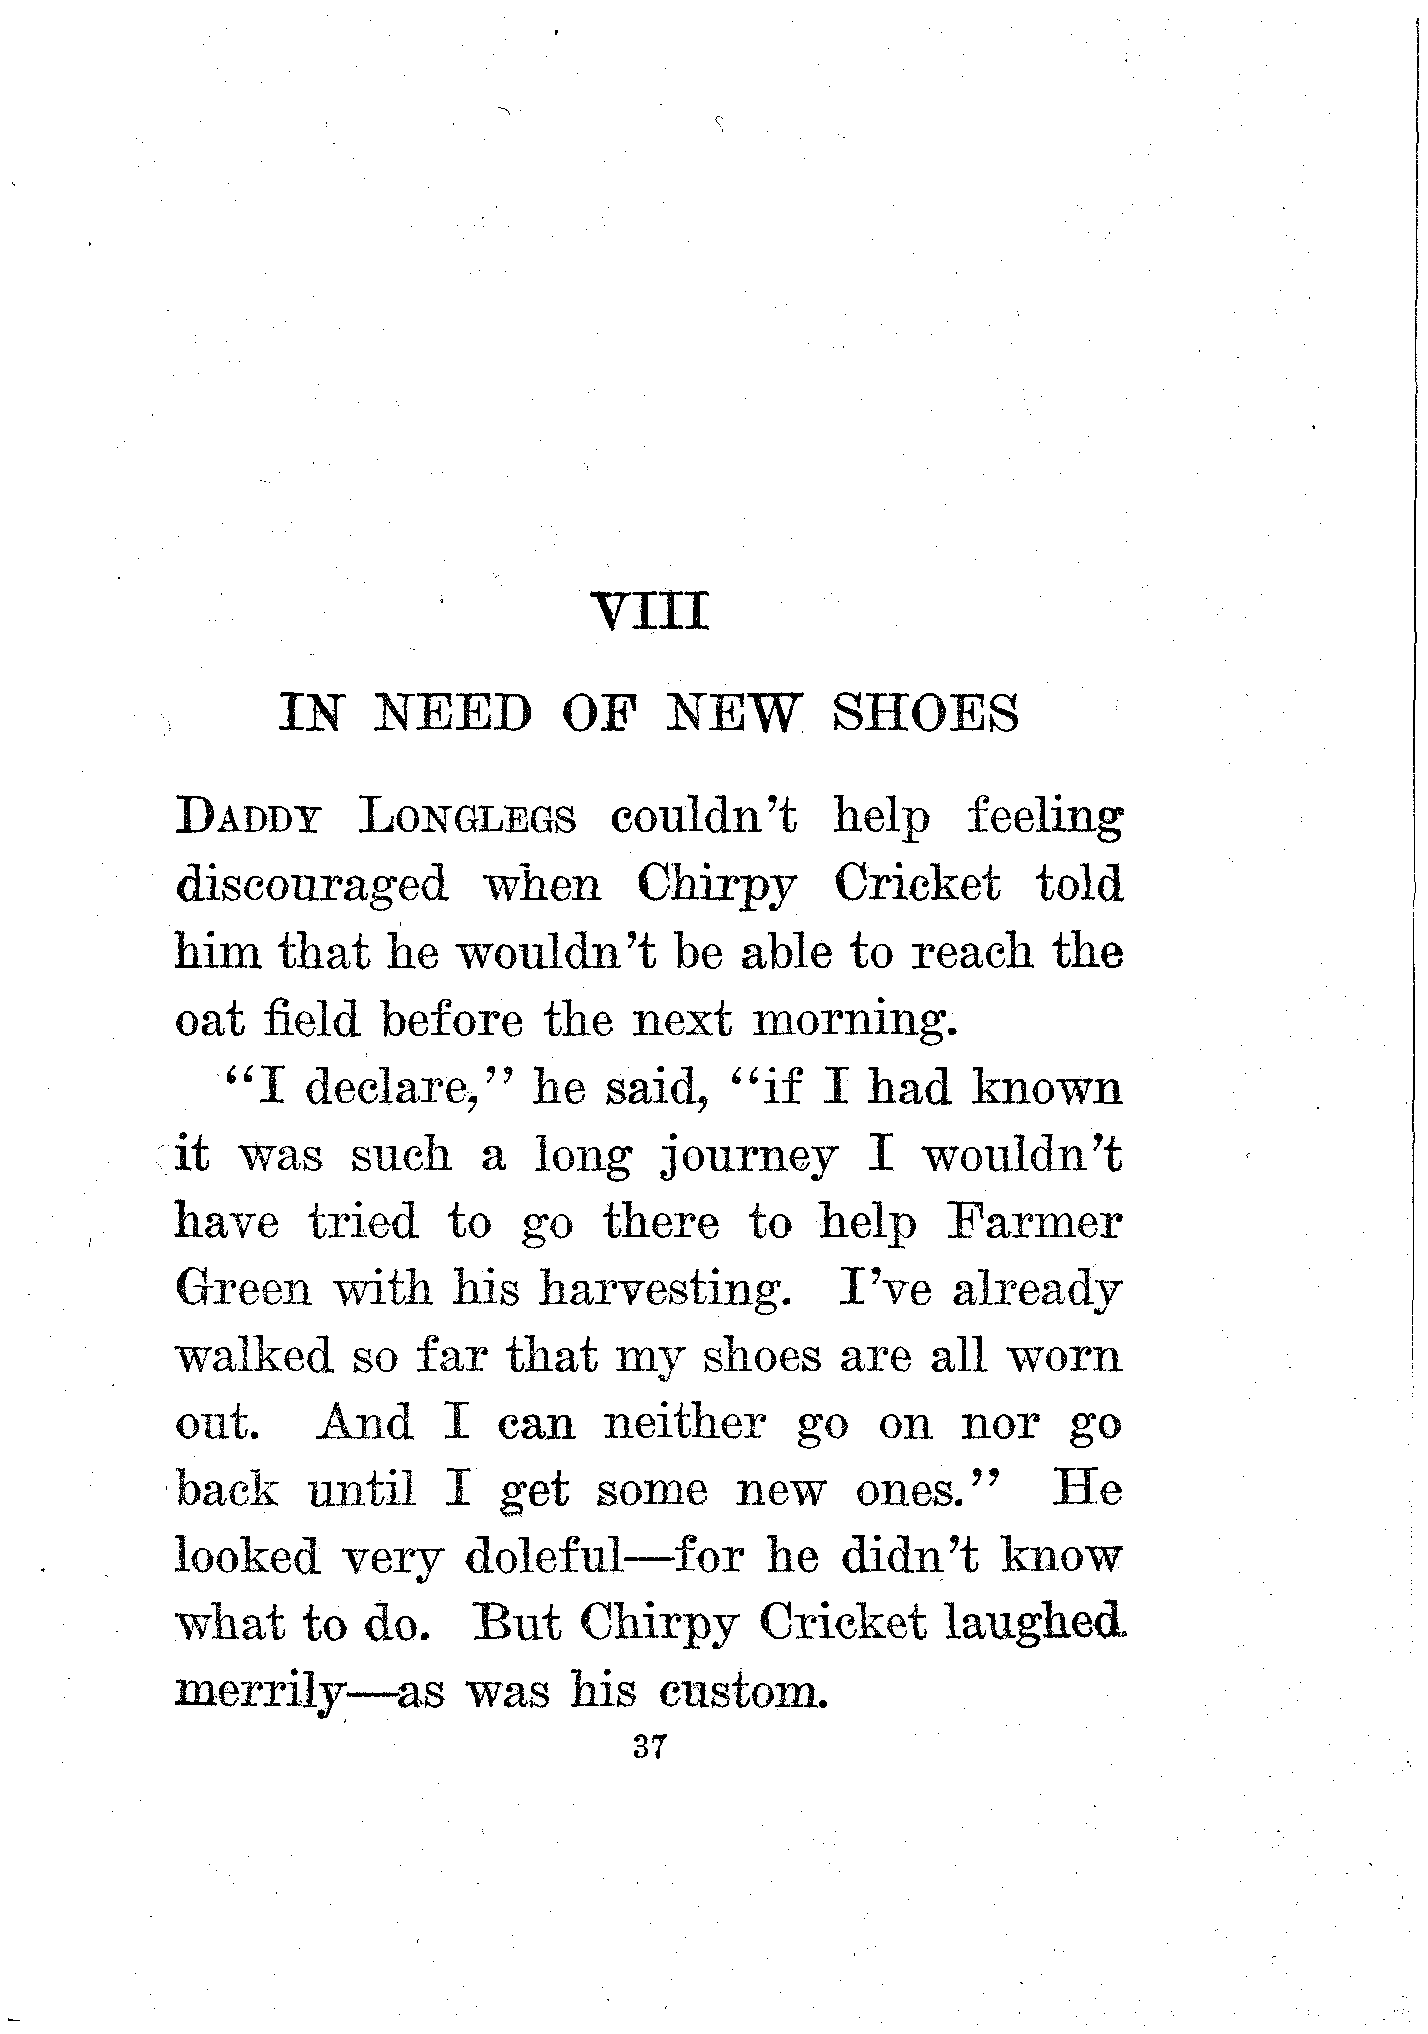 VIII
IN NEED OF NEW SHOES
DADDY LONGLEGS couldn't help feeling
discouraged when Chirpy Cricket told
him that he wouldn't be able to reach the
oat field before the next morning.
"I declare," he said, "if I had known
it was such a long journey I wouldn't
have tried to go there to help Farmer
Green with his harvesting. I've already
walked so far that my shoes are all worn
out. And I can neither go on nor go
back until I get some new ones." He
looked very doleful—for he didn't know
what to do. But Chirpy Cricket laughed
merrily—as was his custom.
37